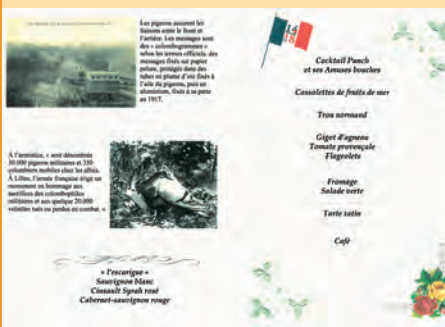 Les pigeons assurent les
liaisons entre le front et
l'arrière. Les messages sont
des « colombogrammes »
selon les termes officiels, des
messages fixés sur papier
pelure, protégés dans des
tubes en plume d'oie fixés à
l'aile du pigeon, puis en
aluminium, fixés à sa patte
en 1917.
À l'armistice, « sont dénombrés
30.000 pigeons militaires et 350
colombiers mobiles chez les alliés.
À Lilles, l'armée française érige un
monument en hommage aux
sacrifices des colombophiles
militaires et aux quelque 20.000
volatiles tués ou perdus au combat. »
« l'escarigue »
Sauvignon blanc
Cinsault Syrah rosé
Cabernet-sauvignon rouge
14
18
Cocktail Punch
et ses Amuses bouches
Cassolettes de fruits de mer
Trou normand
Gigot d'agneau
Tomate provençale
Flageolets
Fromage
Salade verte
Tarte tatin
Café